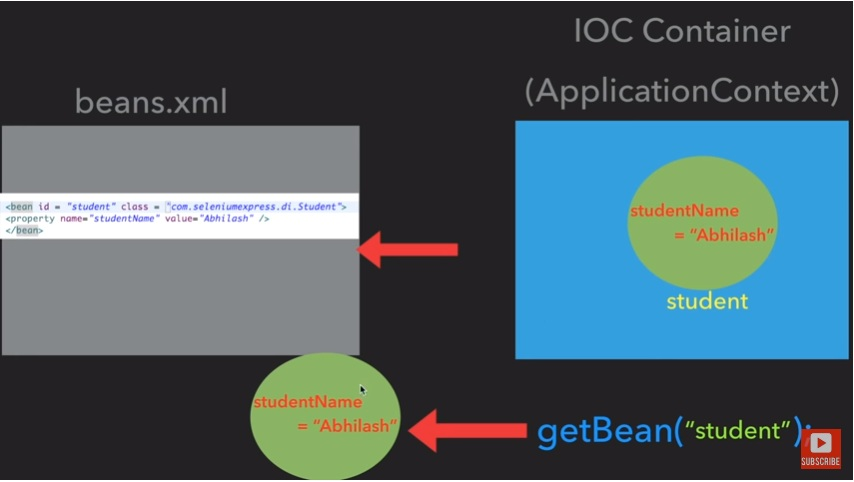 IOC Container
(ApplicationContext)
beans.xml
<bean id = "student" class = "com.seleniumexpress.di.Student">
<property name="studentName" value="Abhilash" />
</bean>
studentName
= “Abhilash”
student
studentName
= “Abhilash”
getBean(“student”);
SUBSCRIBE